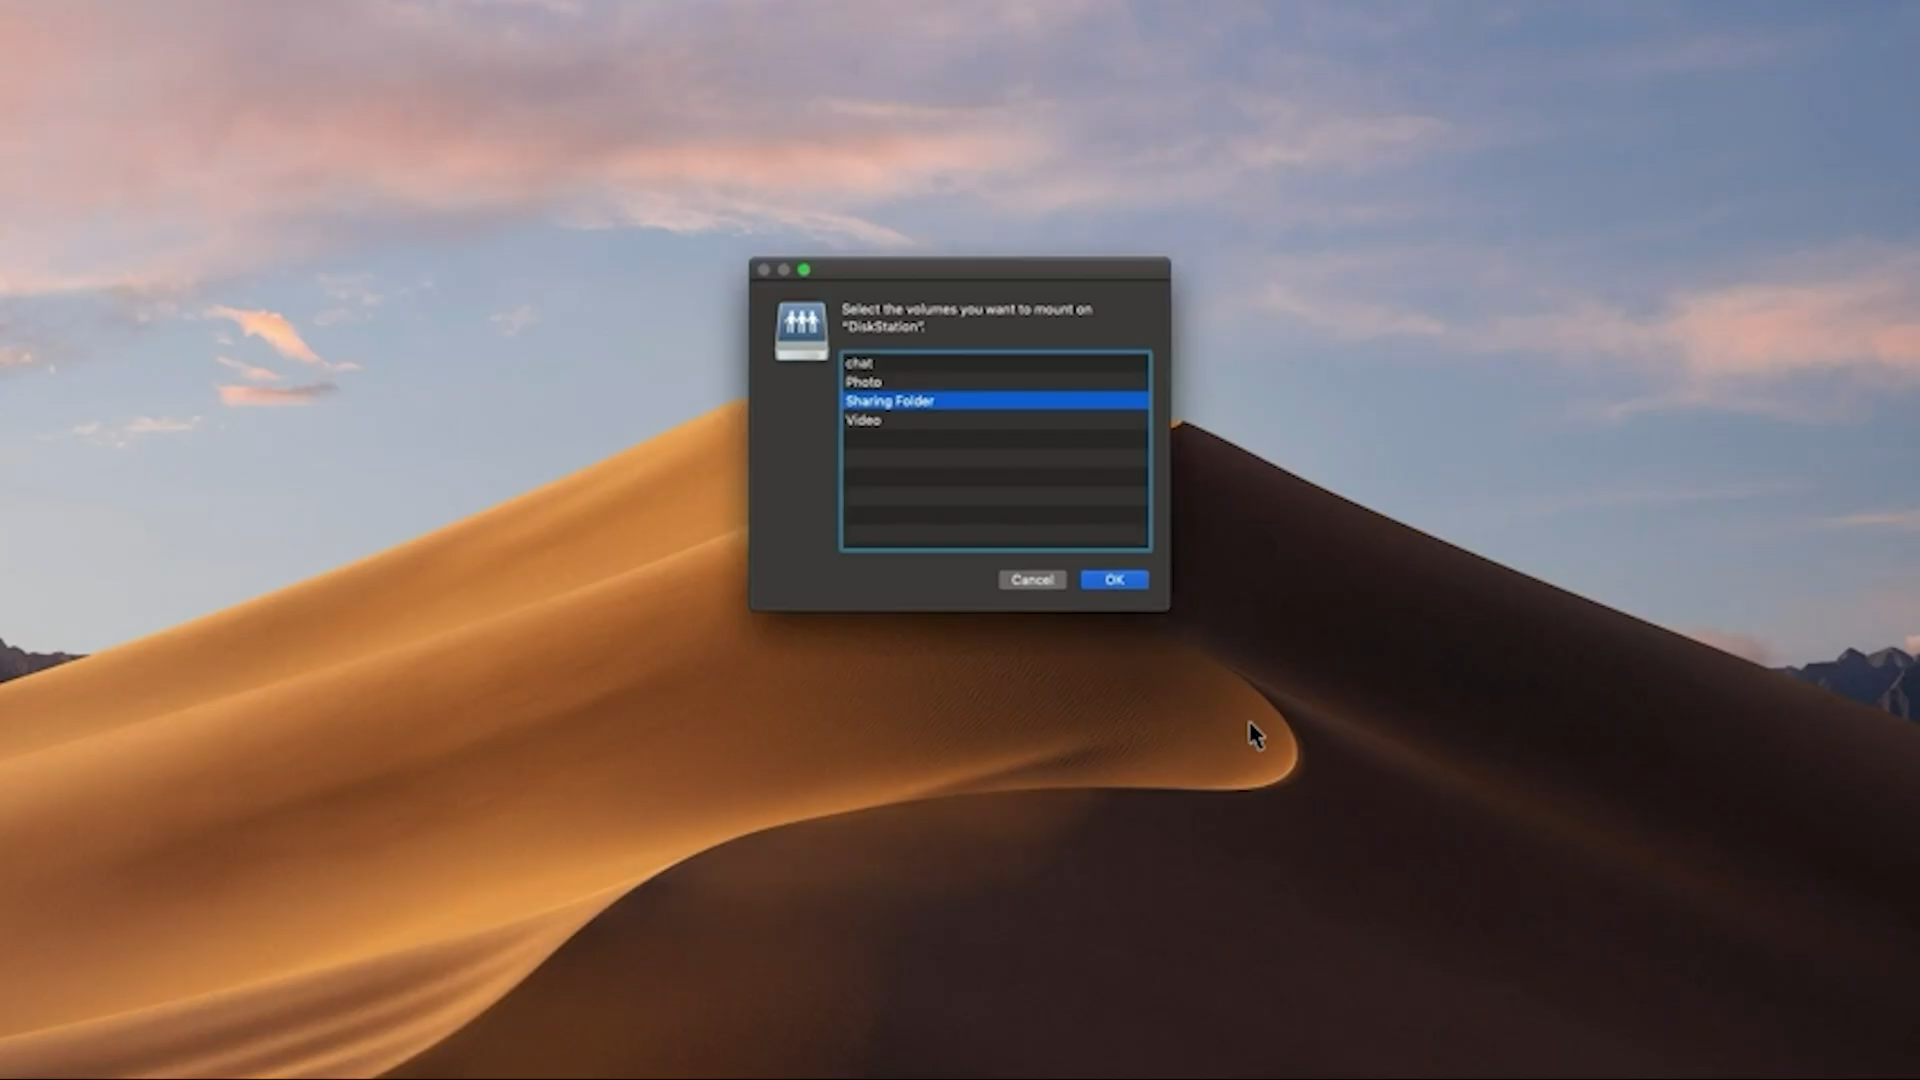 Select the volumes you want to mount on
"DiskStation".
chat
Photo
Sharing Folder
Video
Cancel
OK